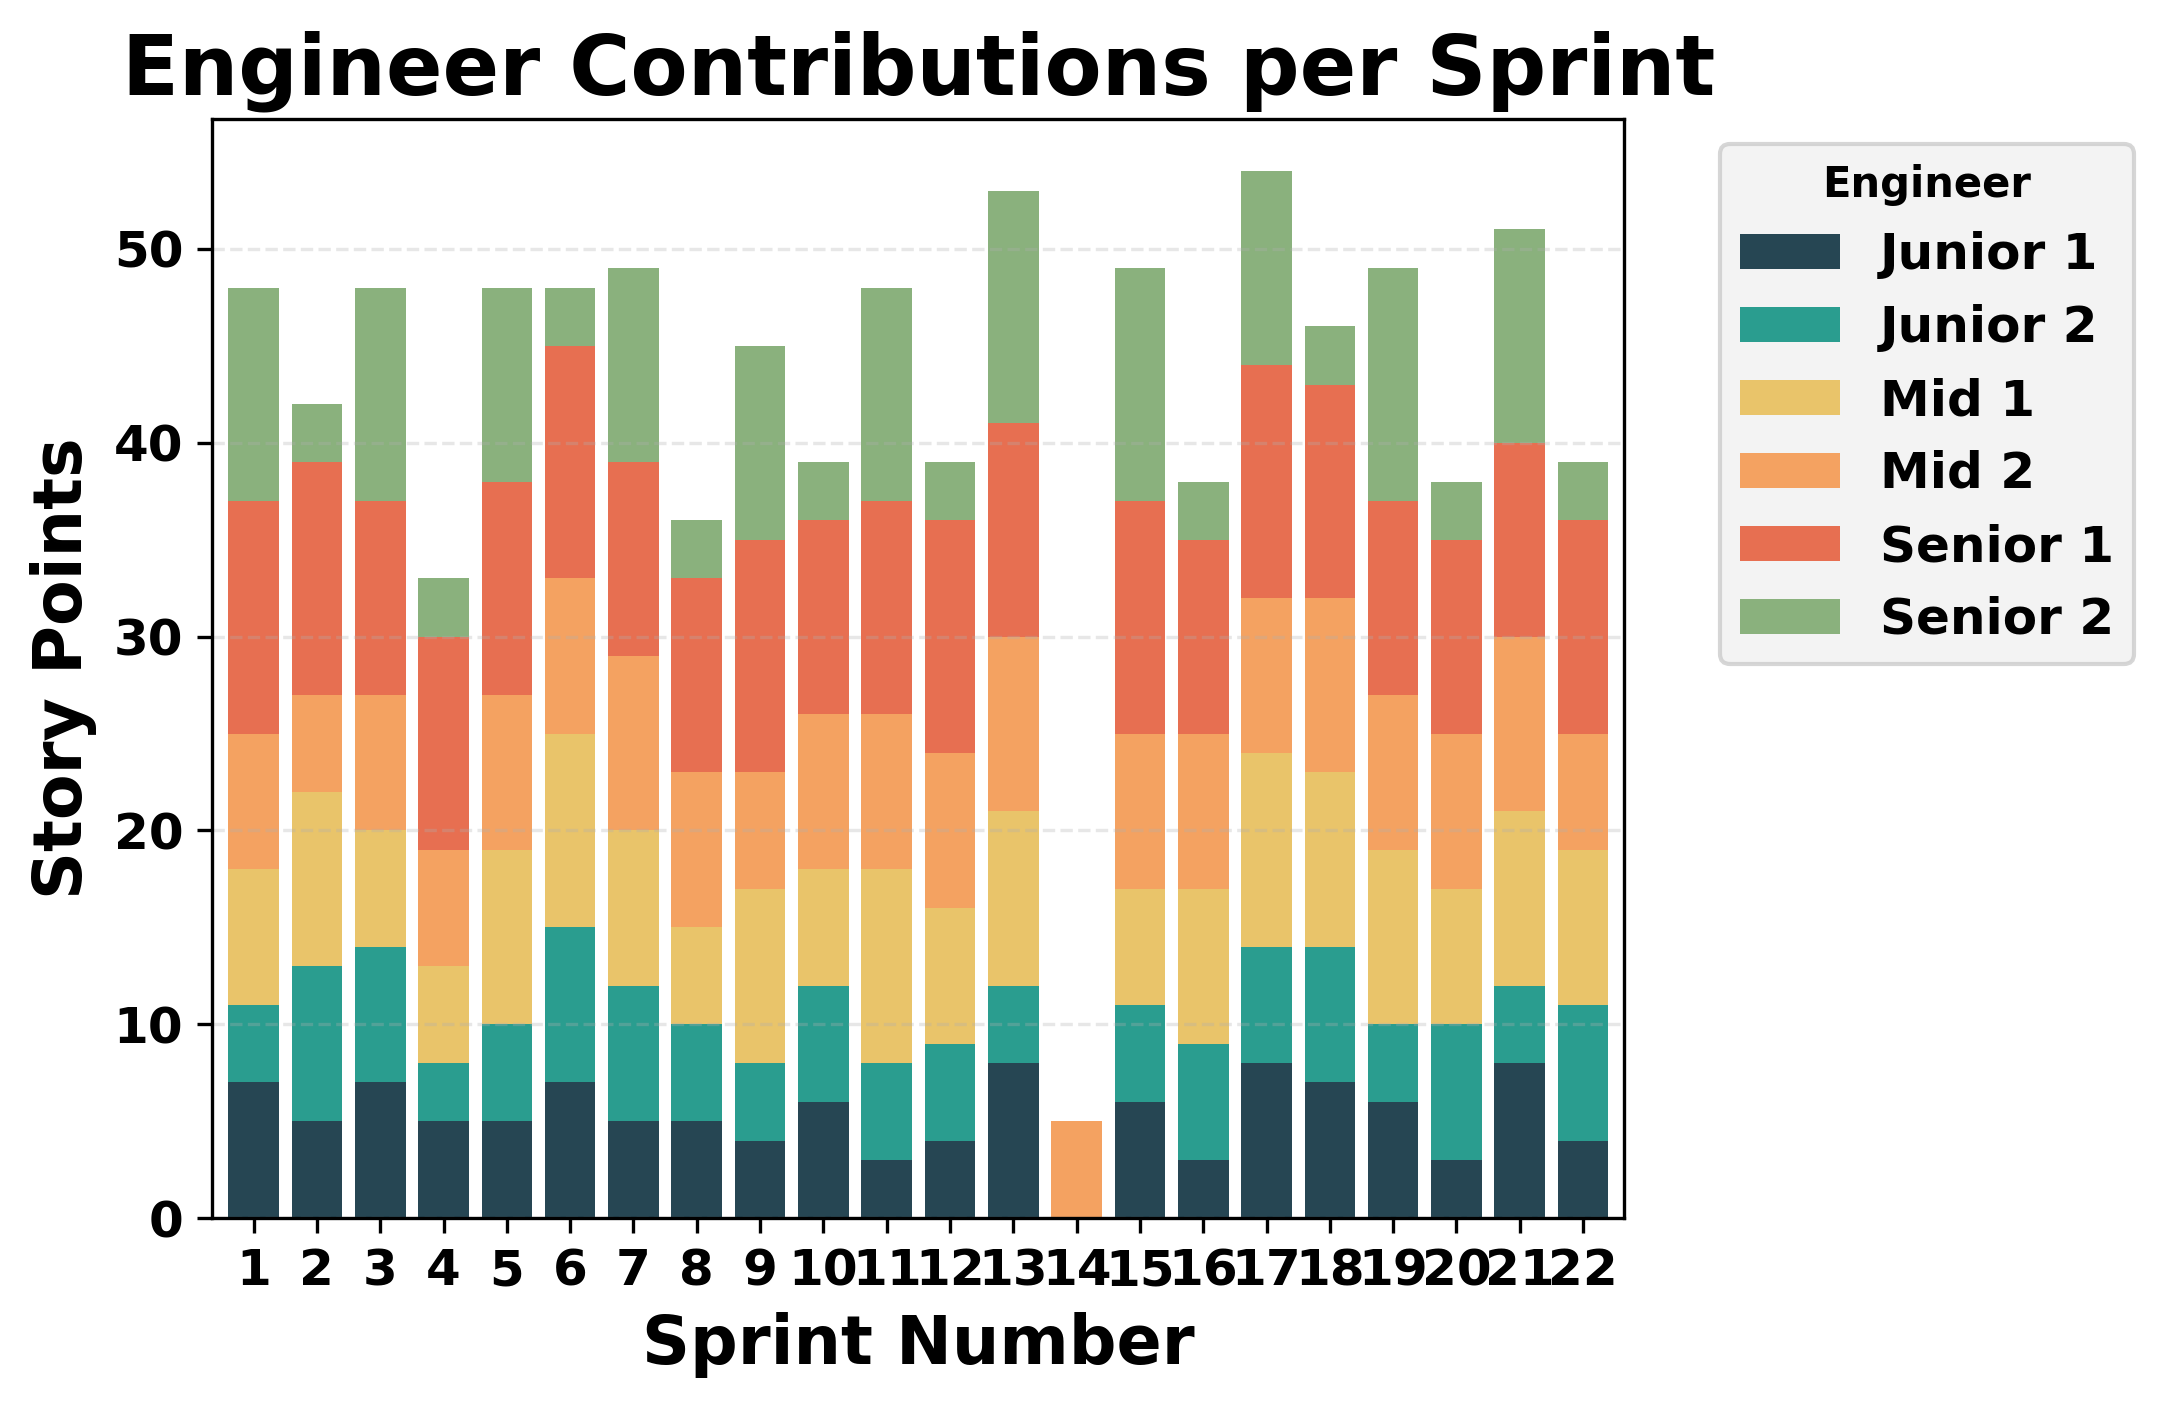 Engineer Contributions per Sprint
Engineer
Junior 1
Junior 2
Mid 1
Mid 2
Senior 1
Senior 2
Story Points
50
40
30
20
10
0
1 2 3 4 5 6 7 8 9 10 11 12 13 14 15 16 17 18 19 20 21 22
Sprint Number